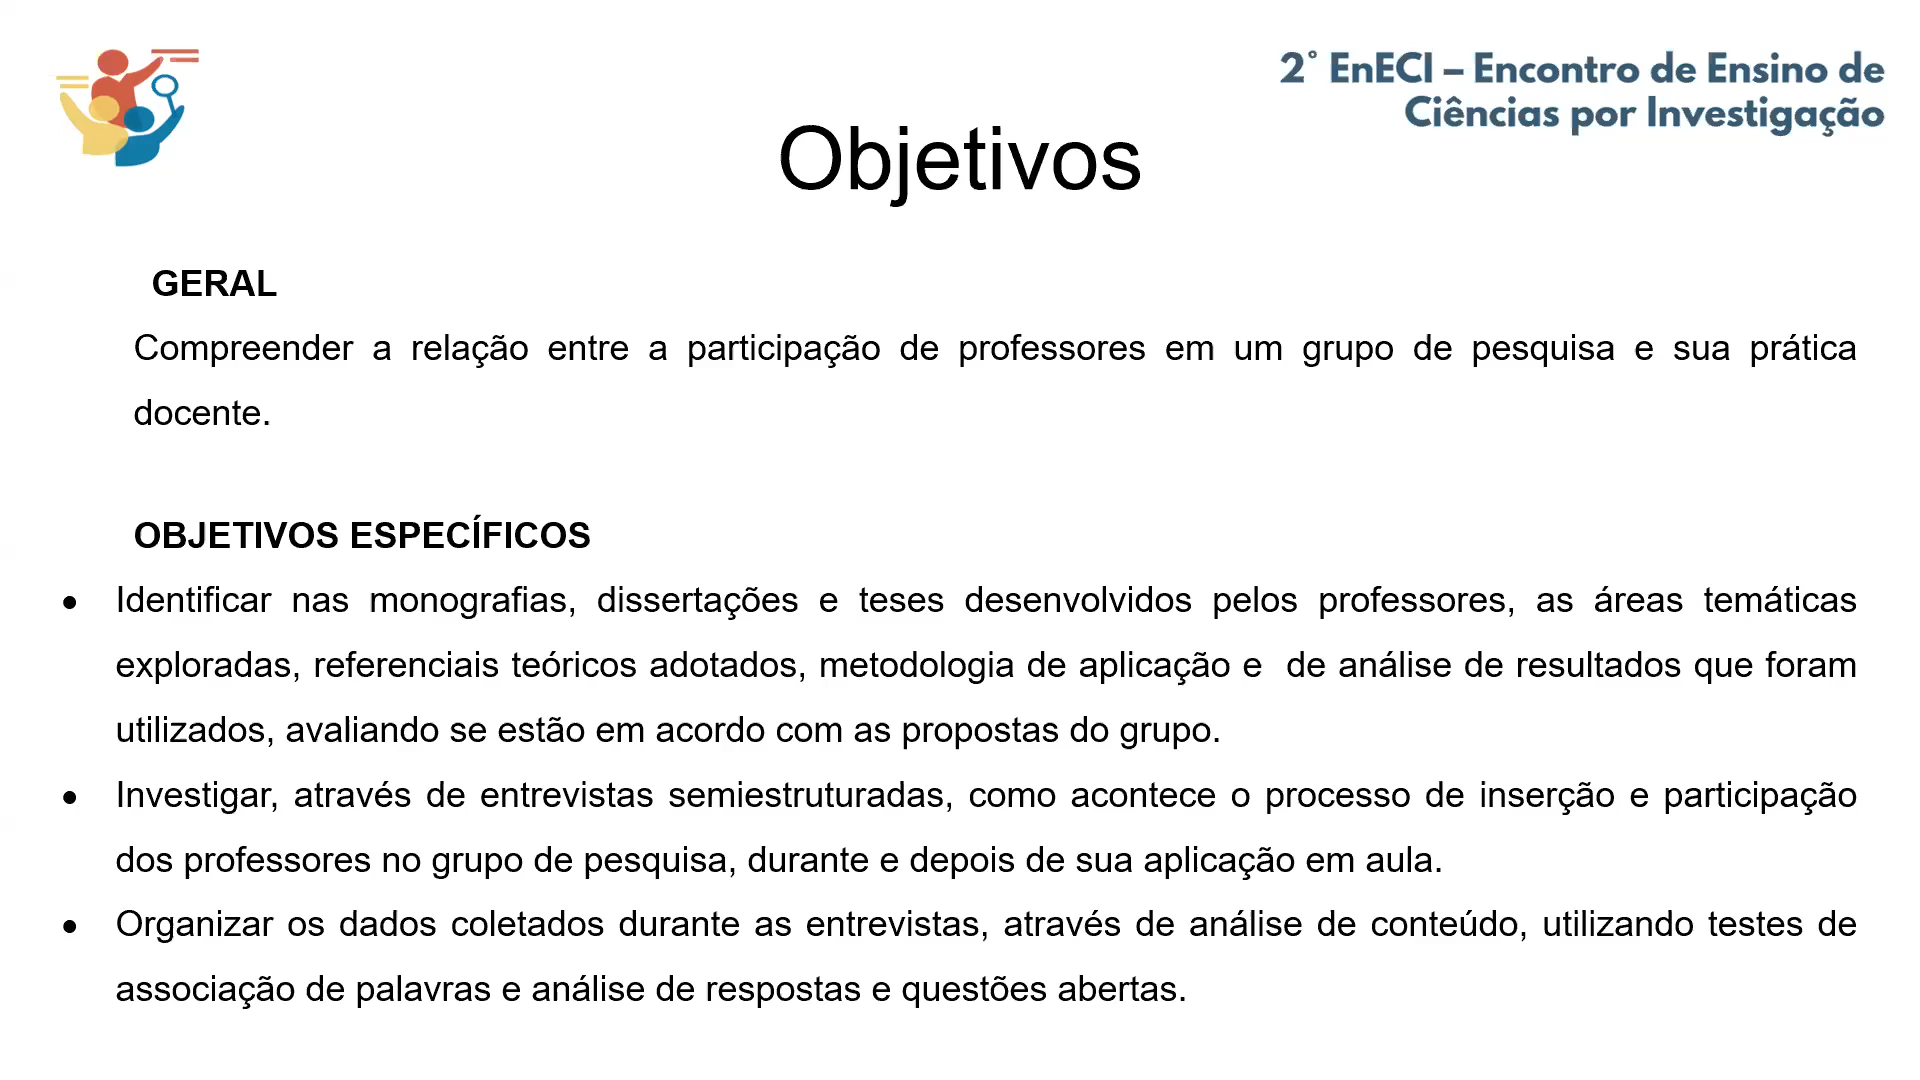 2° EnECI – Encontro de Ensino de
Ciências por Investigação
Objetivos
GERAL
Compreender a relação entre a participação de professores em um grupo de pesquisa e sua prática
docente.
OBJETIVOS ESPECÍFICOS
• Identificar nas monografias, dissertações e teses desenvolvidos pelos professores, as áreas temáticas
exploradas, referenciais teóricos adotados, metodologia de aplicação e de análise de resultados que foram
utilizados, avaliando se estão em acordo com as propostas do grupo.
• Investigar, através de entrevistas semiestruturadas, como acontece o processo de inserção e participação
dos professores no grupo de pesquisa, durante e depois de sua aplicação em aula.
• Organizar os dados coletados durante as entrevistas, através de análise de conteúdo, utilizando testes de
associação de palavras e análise de respostas e questões abertas.